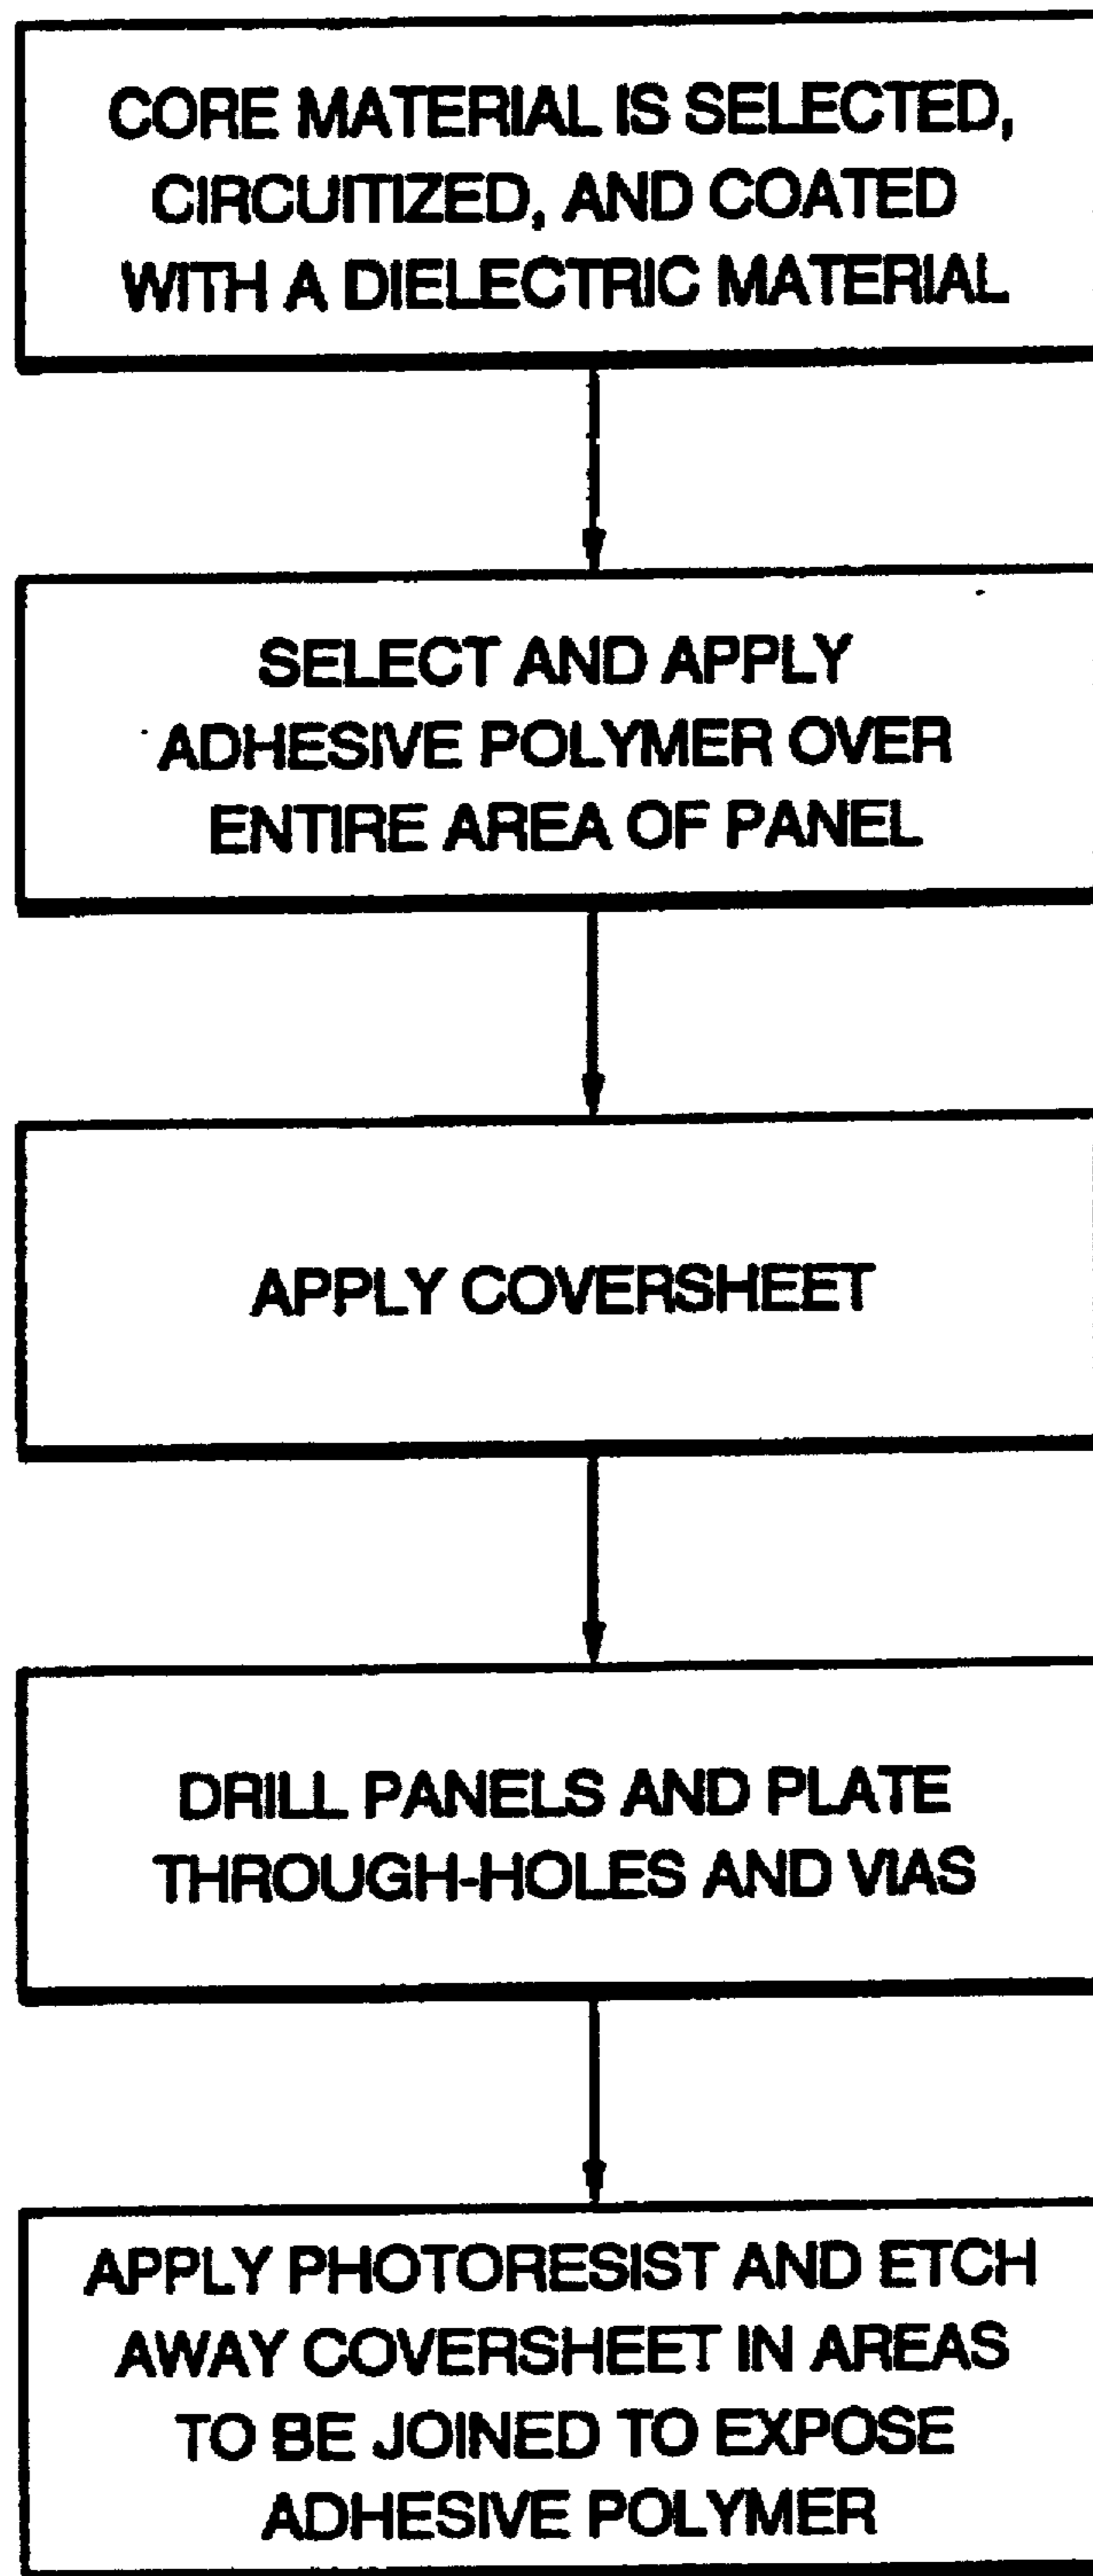 CORE MATERIAL IS SELECTED,
CIRCUITIZED, AND COATED
WITH A DIELECTRIC MATERIAL
SELECT AND APPLY
ADHESIVE POLYMER OVER
ENTIRE AREA OF PANEL
APPLY COVERSHEET
DRILL PANELS AND PLATE
THROUGH-HOLES AND VIAS
APPLY PHOTORESIST AND ETCH
AWAY COVERSHEET IN AREAS
TO BE JOINED TO EXPOSE
ADHESIVE POLYMER